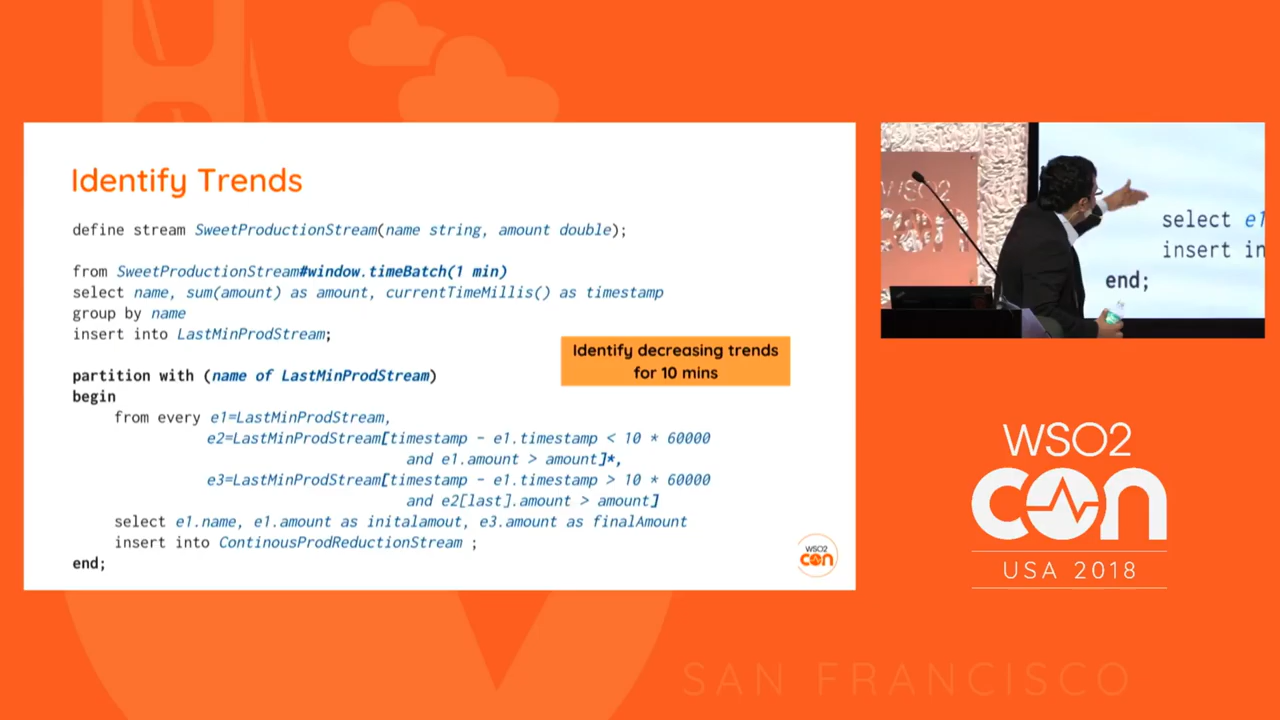 Identify Trends
define stream SweetProductionStream(name string, amount double);
from SweetProductionStream#window.timeBatch(1 min)
select name, sum(amount) as amount, currentTimeMillis() as timestamp
group by name
insert into LastMinProdStream;
Identify decreasing trends
for 10 mins
partition with (name of LastMinProdStream)
begin
from every e1=LastMinProdStream,
e2=LastMinProdStream[timestamp - e1.timestamp < 10 * 60000
and e1.amount > amount]*,
e3=LastMinProdStream[timestamp - e1.timestamp > 10 * 60000
and e2[last].amount > amount]
select e1.name, e1.amount as initalamout, e3.amount as finalAmount
insert into ContinousProdReductionStream ;
end;
WSO2
con
WSO2
con
select e1
insert in
end;
WSO2
con
USA 2018
SAN FRANCISCO